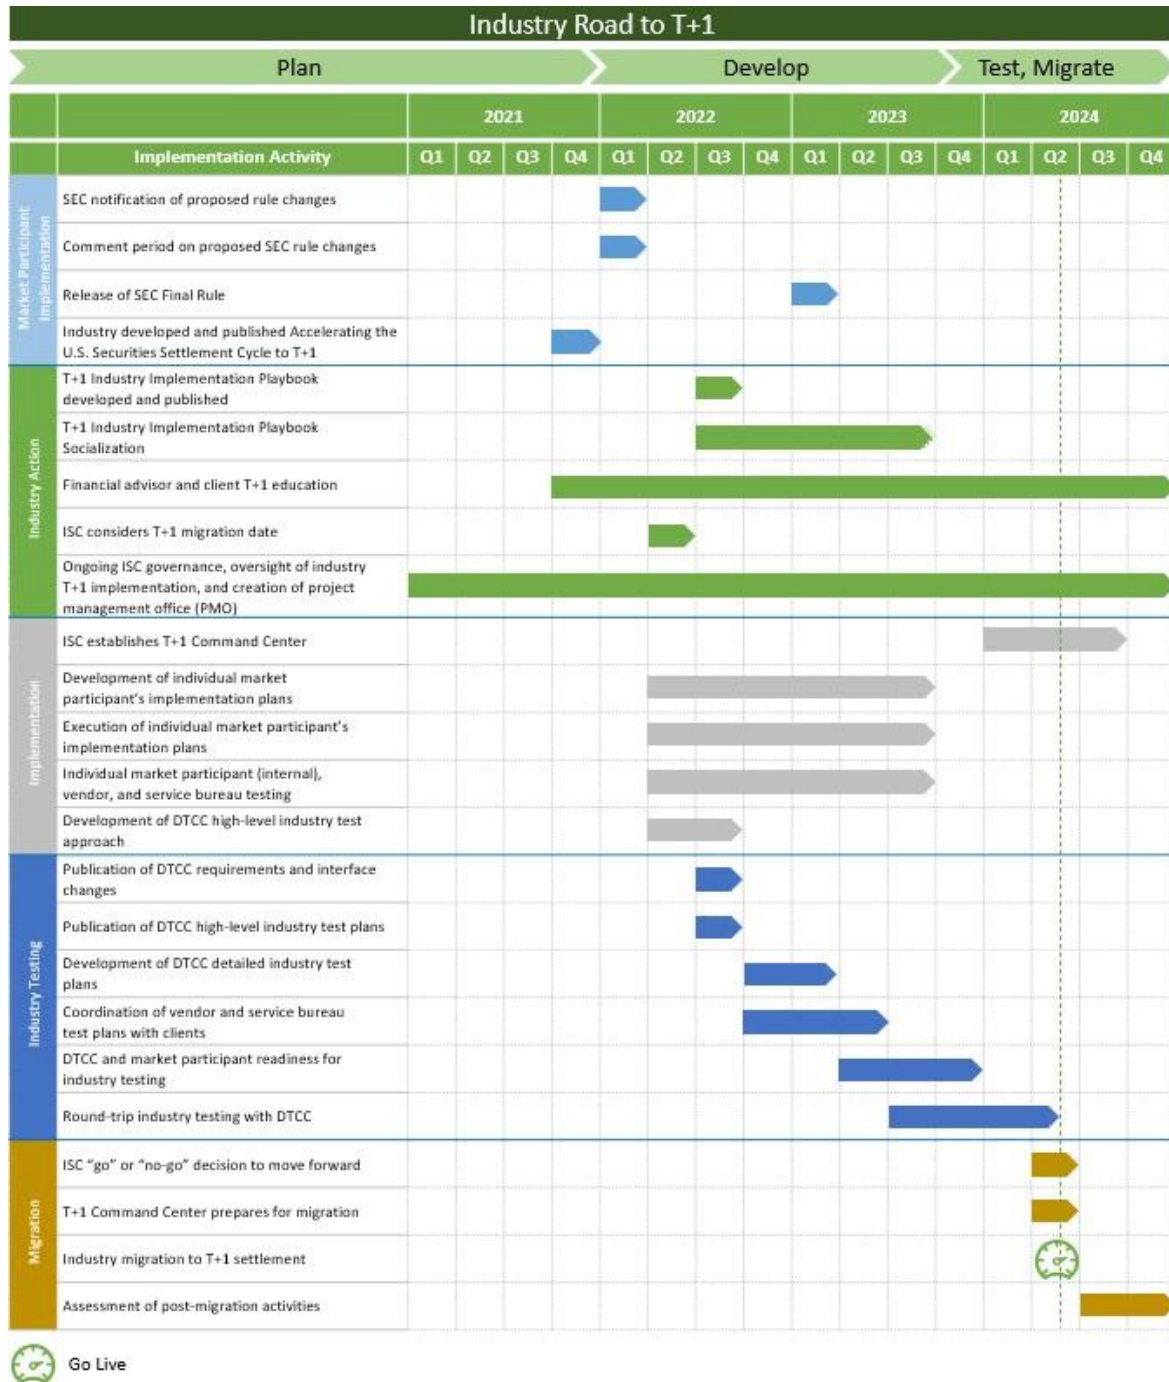 Industry Road to T+1
Plan
Develop
Test, Migrate
2021
2022
2023
2024
Implementation Activity
Q1 Q2 Q3 Q4 Q1 Q2 Q3 Q4 Q1 Q2 Q3 Q4 Q1 Q2 Q3 Q4
Market Participant
Implementation
SEC notification of proposed rule changes
Comment period on proposed SEC rule changes
Release of SEC Final Rule
Industry developed and published Accelerating the
U.S. Securities Settlement Cycle to T+1
Industry Action
T+1 Industry Implementation Playbook
developed and published
T+1 Industry Implementation Playbook
Socialization
Financial advisor and client T+1 education
ISC considers T+1 migration date
Ongoing ISC governance, oversight of industry
T+1 implementation, and creation of project
management office (PMO)
Implementation
ISC establishes T+1 Command Center
Development of individual market
participant's implementation plans
Execution of individual market participant's
implementation plans
Individual market participant (internal),
vendor, and service bureau testing
Development of DTCC high-level industry test
approach
Industry Testing
Publication of DTCC requirements and interface
changes
Publication of DTCC high-level industry test plans
Development of DTCC detailed industry test
plans
Coordination of vendor and service bureau
test plans with clients
DTCC and market participant readiness for
industry testing
Round-trip industry testing with DTCC
Migration
ISC “go” or “no-go” decision to move forward
T+1 Command Center prepares for migration
Industry migration to T+1 settlement
Assessment of post-migration activities
Go Live